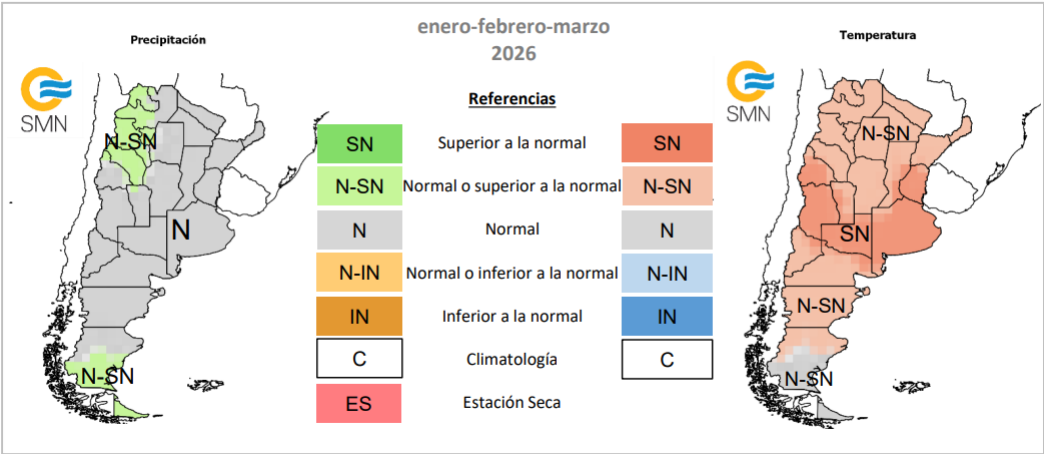 enero-febrero-marzo
2026
Precipitación
Temperatura
SMN
SMN
Referencias
SN Superior a la normal SN
N-SN Normal o superior a la normal N-SN
N Normal N
N-IN Normal o inferior a la normal N-IN
IN Inferior a la normal IN
C Climatología C
ES Estación Seca
N-SN
N
N-SN
N-SN
SN
N-SN
N-SN